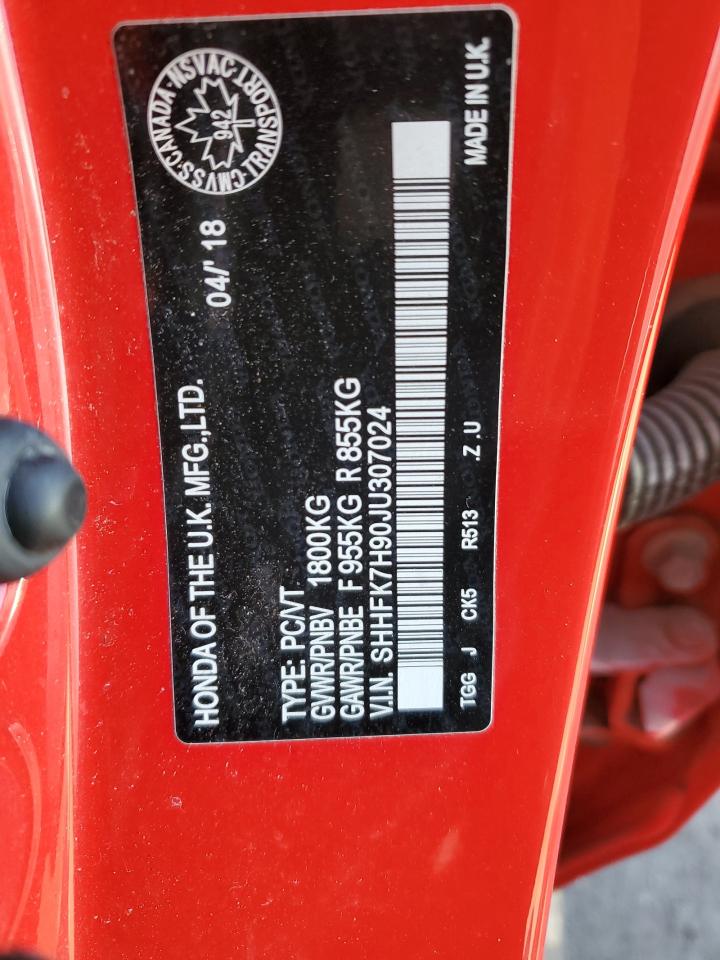 HONDA OF THE U.K. MFG.,LTD. 04/'18
CMVSS·CANADA·NSVAC·TRANSPORT
942
TYPE: PC/VT
GVWR/PNBV 1800KG
GAWR/PNBE F 955KG R 855KG
V.I.N. SHHFK7H90JU307024
TGG J CK5 R513 .Z .U MADE IN U.K.